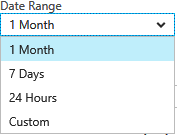 Date Range
1 Month
1 Month
7 Days
24 Hours
Custom